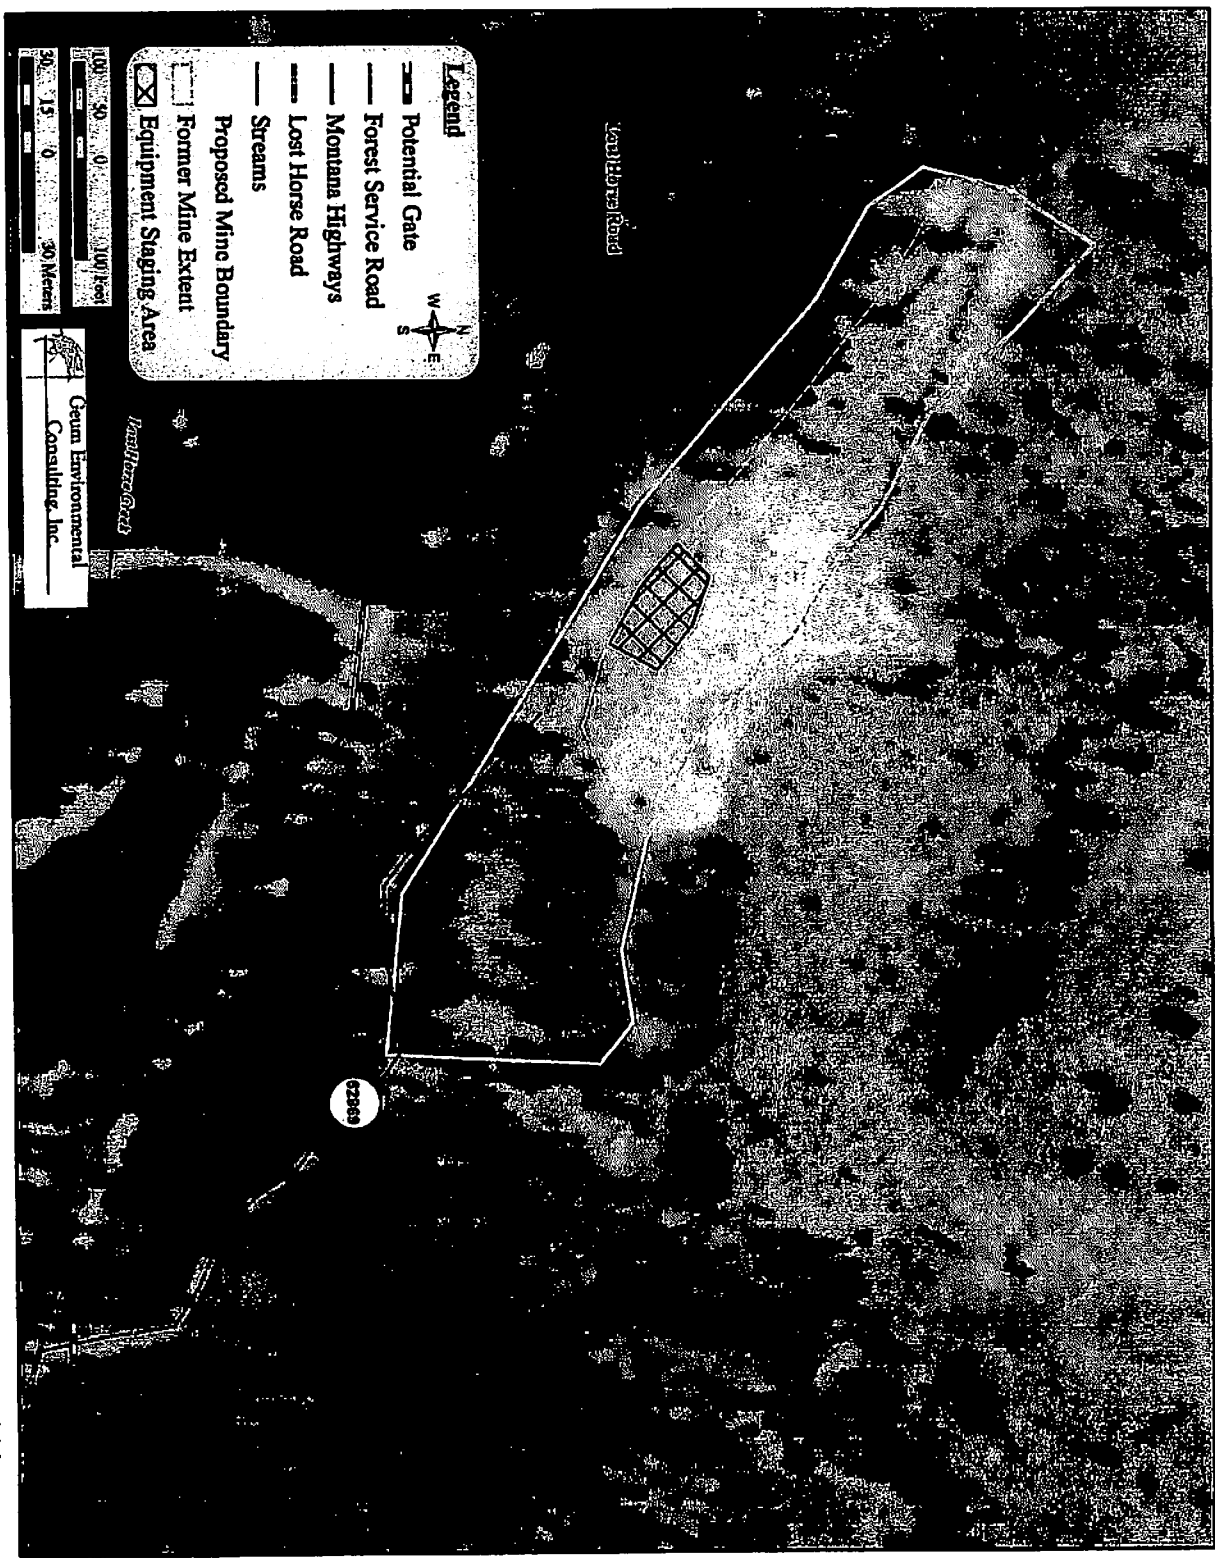 Lost Horse Road
Legend
Potential Gate
Forest Service Road
Montana Highways
Lost Horse Road
Streams
Proposed Mine Boundary
Former Mine Extent
Equipment Staging Area
N
W
E
S
100 50 0 100 Feet
30 15 0 30 Meters
Geum Environmental
Consulting, Inc.
Lost Horse Creek
62969